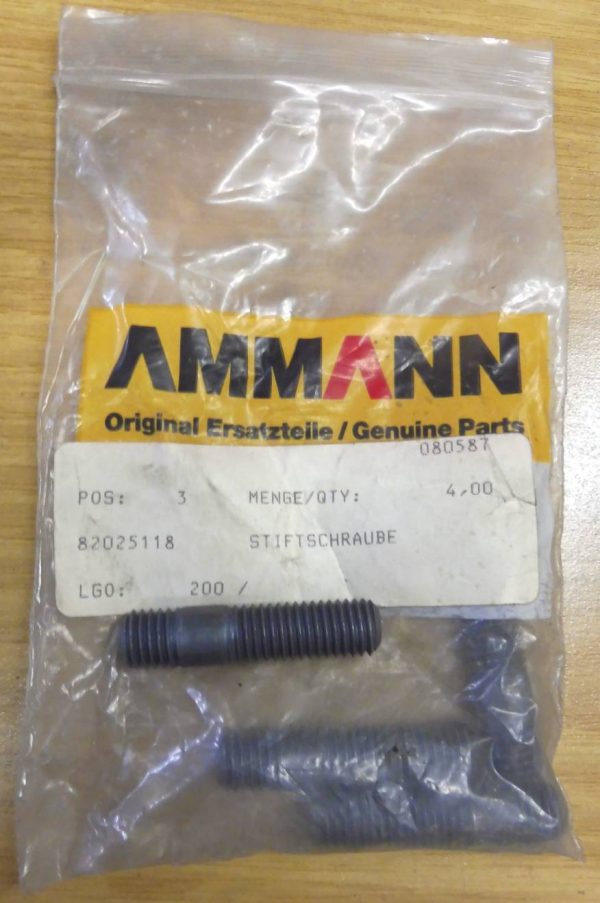 AMMANN
Original Ersatzteile / Genuine Parts
080587
POS: 3 MENGE/QTY: 4,00
82025118 STIFTSCHRAUBE
LGO: 200 /